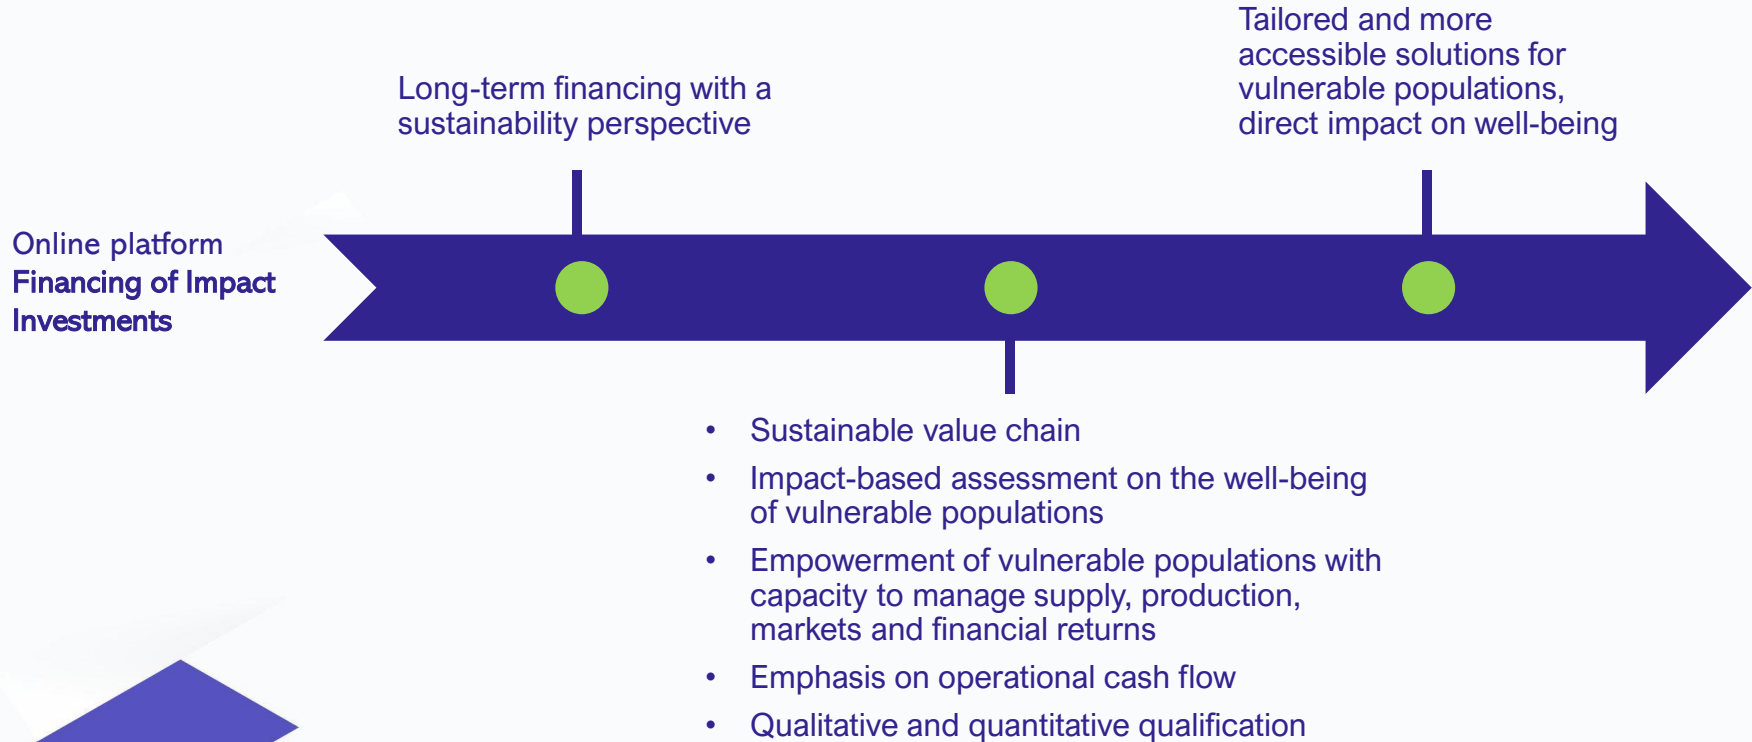 Tailored and more
accessible solutions for
vulnerable populations,
direct impact on well-being
Long-term financing with a
sustainability perspective
Online platform
Financing of Impact
Investments
• Sustainable value chain
• Impact-based assessment on the well-being
of vulnerable populations
• Empowerment of vulnerable populations with
capacity to manage supply, production,
markets and financial returns
• Emphasis on operational cash flow
• Qualitative and quantitative qualification